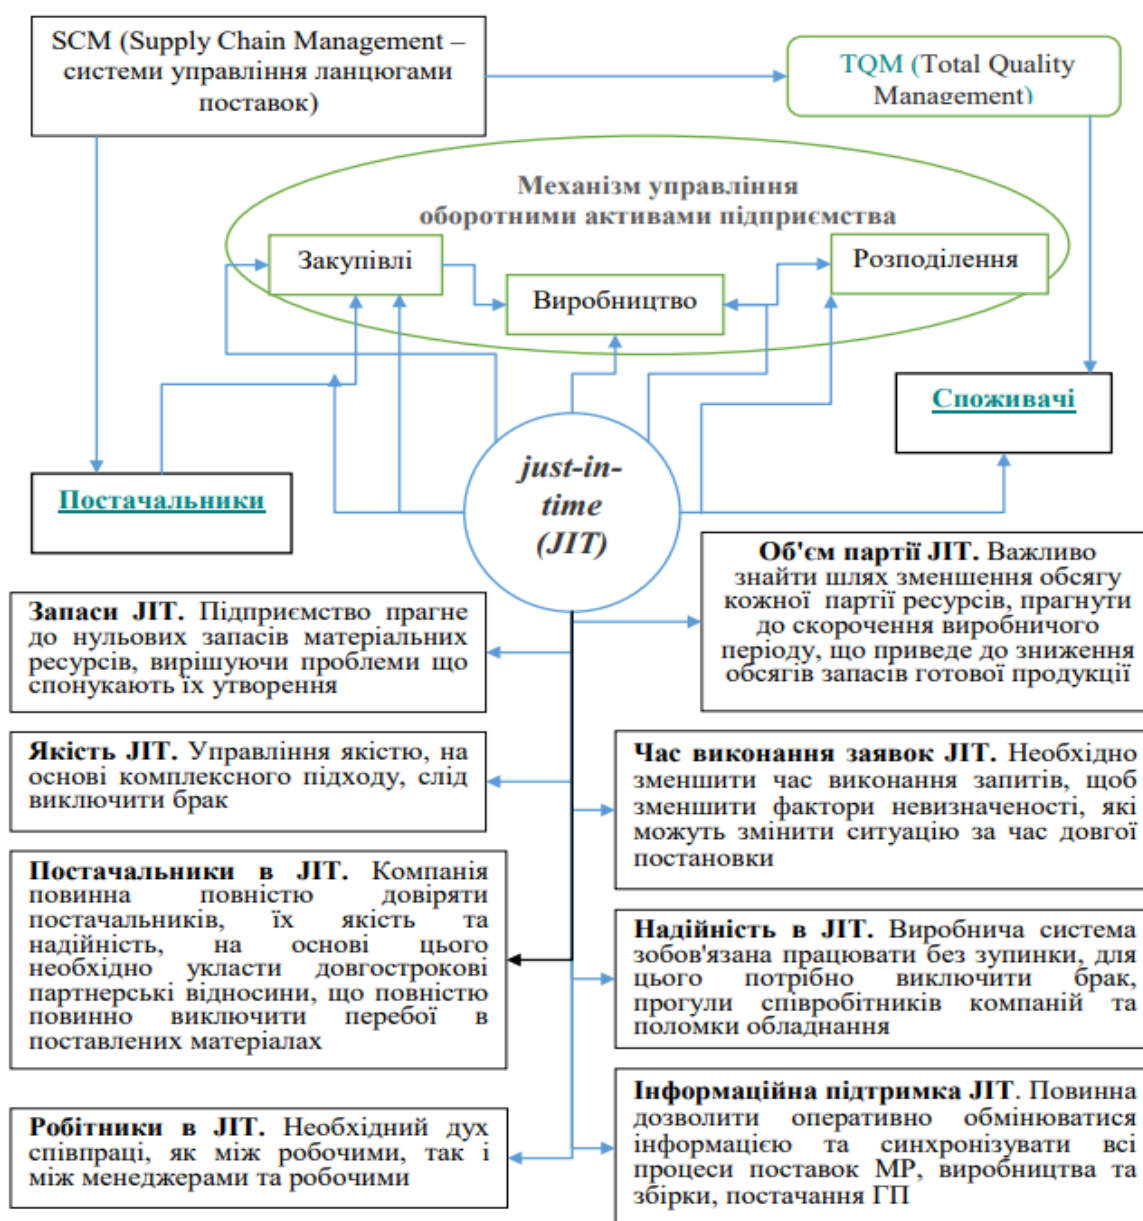 SCM (Supply Chain Management –
системи управління ланцюгами
поставок)
TQM (Total Quality
Management)
Механізм управління
оборотними активами підприємства
Закупівлі
Виробництво
Розподілення
Споживачі
Постачальники
just-in-
time
(JIT)
Об'єм партії JIT. Важливо
знайти шлях зменшення обсягу
кожної партії ресурсів, прагнути
до скорочення виробничого
періоду, що приведе до зниження
обсягів запасів готової продукції
Запаси JIT. Підприємство прагне
до нульових запасів матеріальних
ресурсів, вирішуючи проблеми що
спонукають їх утворення
Якість JIT. Управління якістю, на
основі комплексного підходу, слід
виключити брак
Час виконання заявок JIT. Необхідно
зменшити час виконання запитів, щоб
зменшити фактори невизначеності, які
можуть змінити ситуацію за час довгої
постановки
Постачальники в JIT. Компанія
повинна повністю довіряти
постачальників, їх якість та
надійність, на основі цього
необхідно укласти довгострокові
партнерські відносини, що повністю
повинно виключити перебої в
поставлених матеріалах
Надійність в JIT. Виробнича система
зобов'язана працювати без зупинки, для
цього потрібно виключити брак,
прогули співробітників компаній та
поломки обладнання
Робітники в JIT. Необхідний дух
співпраці, як між робочими, так і
між менеджерами та робочими
Інформаційна підтримка JIT. Повинна
дозволити оперативно обмінюватися
інформацією та синхронізувати всі
процеси поставок МР, виробництва та
збірки, постачання ГП